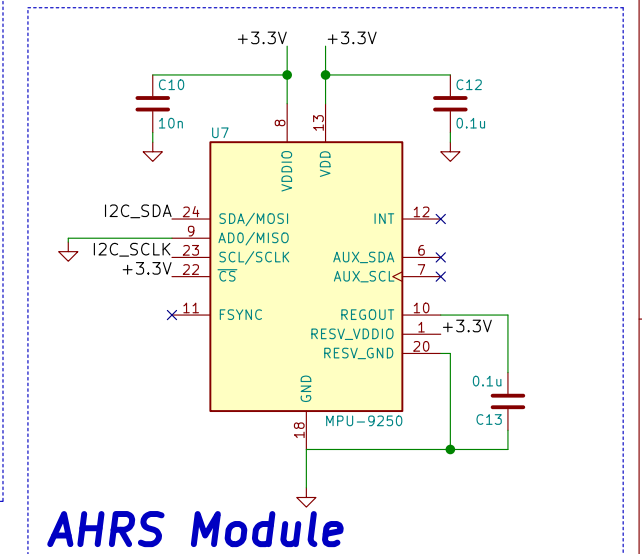 +3.3V +3.3V
C10 C12
10n 0.1u
8 13
U7
VDDIO VDD
I2C_SDA 24 SDA/MOSI INT 12
9 AD0/MISO
I2C_SCLK 23 SCL/SCLK AUX_SDA 6
+3.3V 22 CS AUX_SCL 7
11 FSYNC REGOUT 10
RESV_VDDIO 1 +3.3V
RESV_GND 20
GND
0.1u
18 MPU-9250 C13
AHRS Module